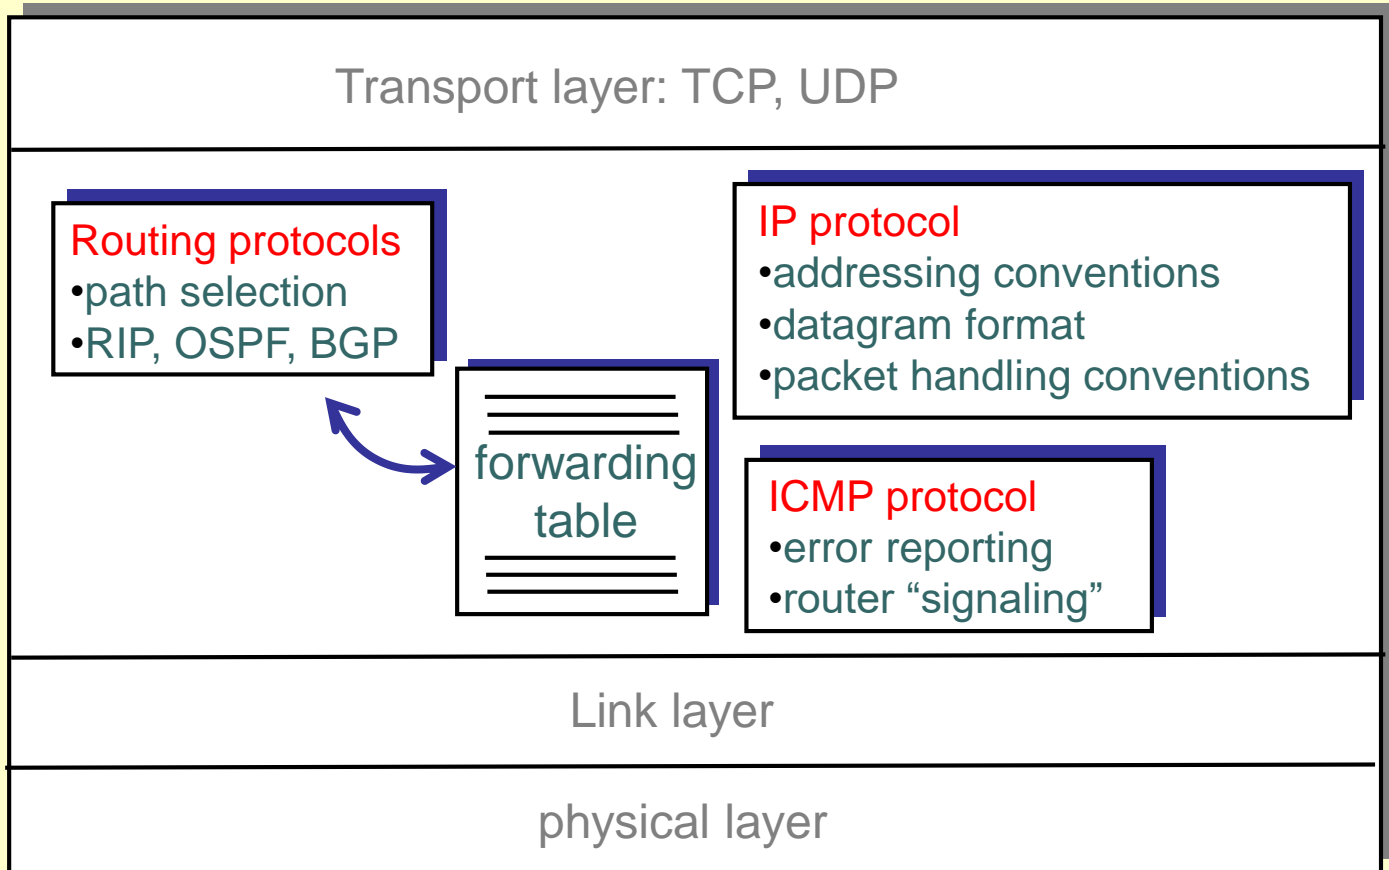 Transport layer: TCP, UDP
Routing protocols
•path selection
•RIP, OSPF, BGP
IP protocol
•addressing conventions
•datagram format
•packet handling conventions
forwarding
table
ICMP protocol
•error reporting
•router “signaling”
Link layer
physical layer